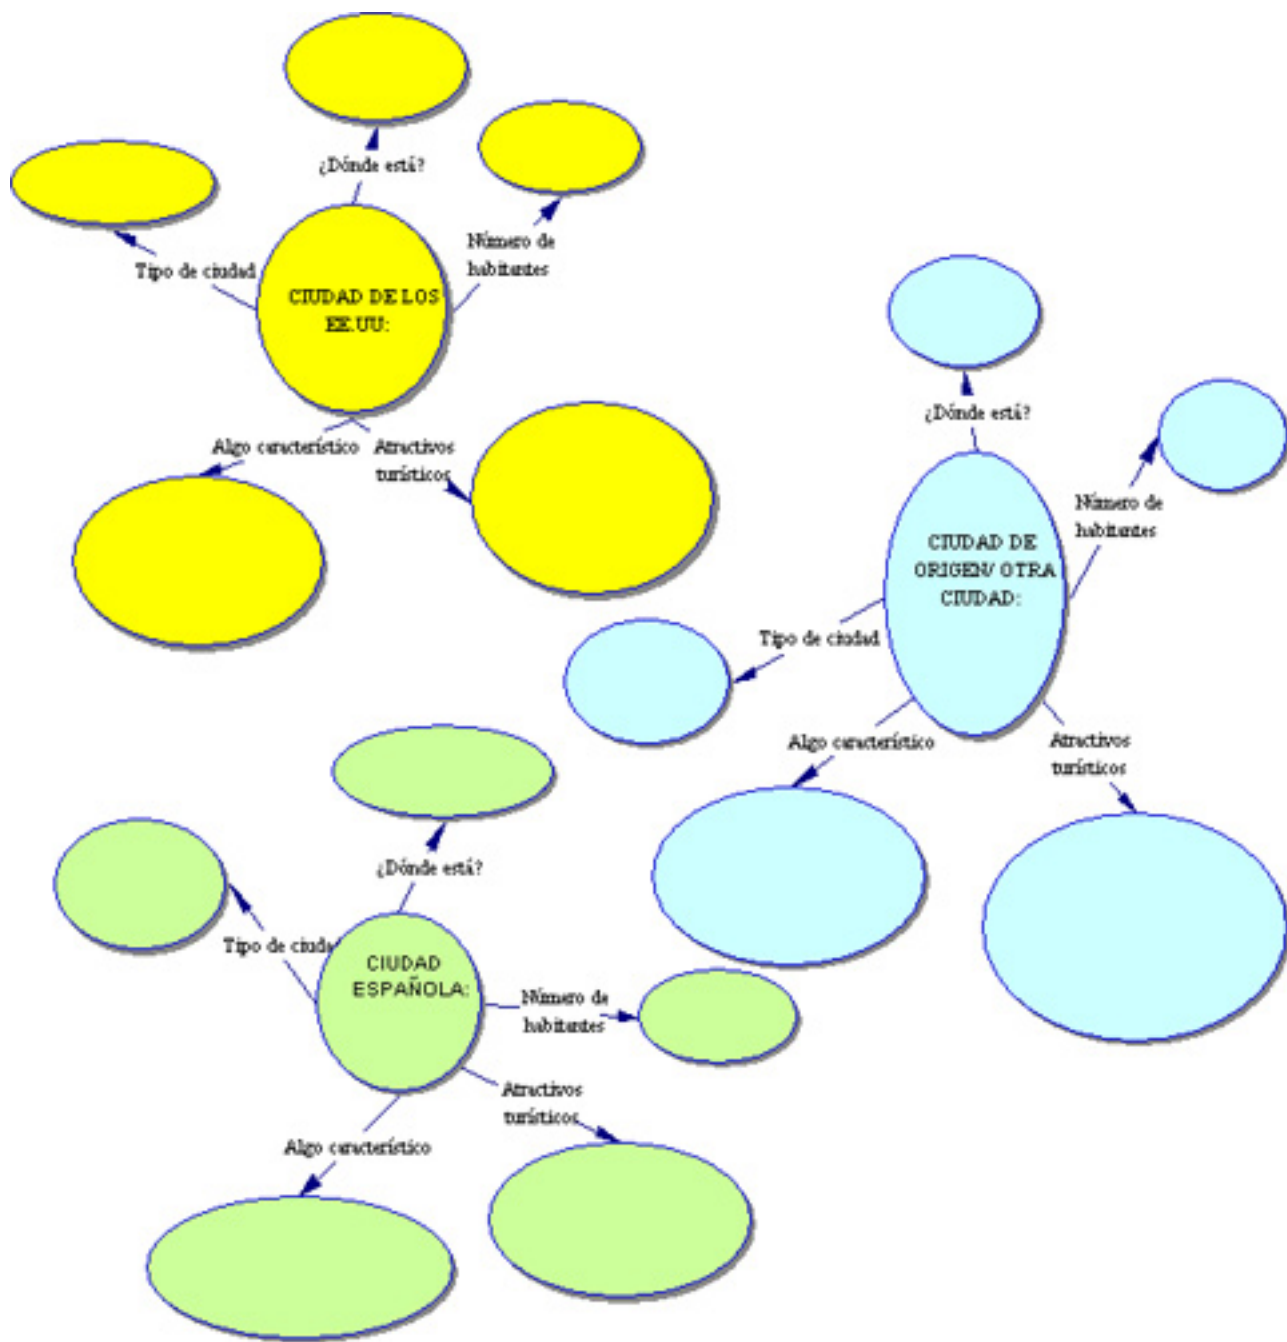 ¿Dónde está?
Número de
habitantes
Tipo de ciudad
CIUDAD DE LOS
EE.UU:
Algo característico
Atractivos
turísticos
¿Dónde está?
Número de
habitantes
CIUDAD DE
ORIGEN/ OTRA
CIUDAD:
Tipo de ciudad
Algo característico
Atractivos
turísticos
¿Dónde está?
Tipo de ciudad
CIUDAD
ESPAÑOLA:
Número de
habitantes
Atractivos
turísticos
Algo característico